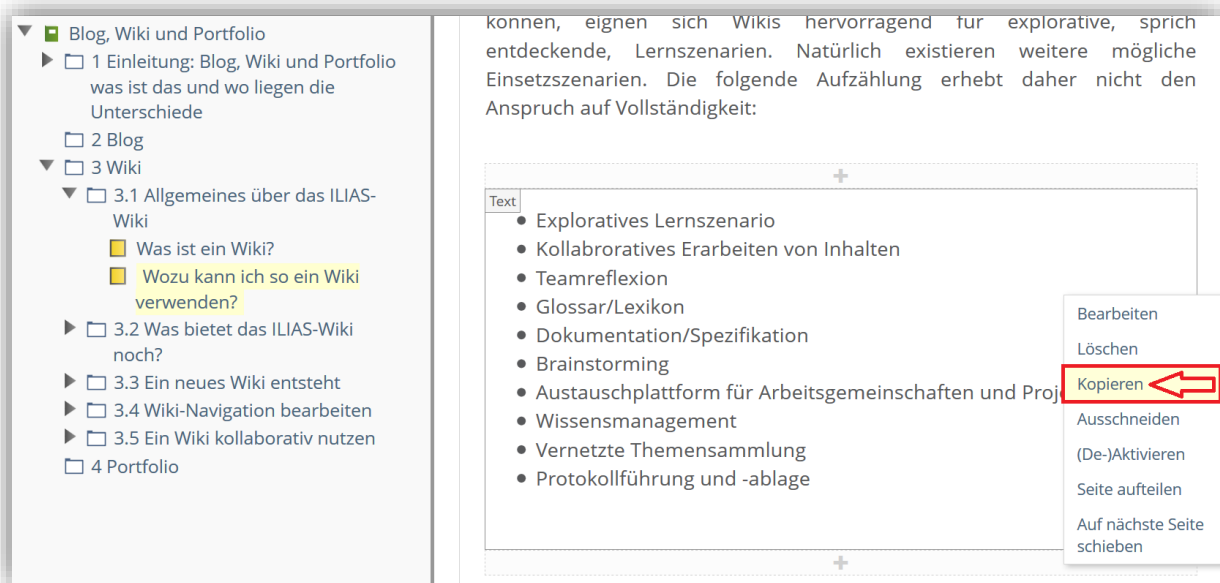 Blog, Wiki und Portfolio
1 Einleitung: Blog, Wiki und Portfolio
was ist das und wo liegen die
Unterschiede
2 Blog
3 Wiki
3.1 Allgemeines über das ILIAS-
Wiki
Was ist ein Wiki?
Wozu kann ich so ein Wiki
verwenden?
3.2 Was bietet das ILIAS-Wiki
noch?
3.3 Ein neues Wiki entsteht
3.4 Wiki-Navigation bearbeiten
3.5 Ein Wiki kollaborativ nutzen
4 Portfolio
können, eignen sich Wikis hervorragend für explorative, sprich
entdeckende, Lernszenarien. Natürlich existieren weitere mögliche
Einsetzszenarien. Die folgende Aufzählung erhebt daher nicht den
Anspruch auf Vollständigkeit:
Text
Exploratives Lernszenario
Kollabroratives Erarbeiten von Inhalten
Teamreflexion
Glossar/Lexikon
Dokumentation/Spezifikation
Brainstorming
Austauschplattform für Arbeitsgemeinschaften und
Wissensmanagement
Vernetzte Themensammlung
Protokollführung und -ablage
Bearbeiten
Löschen
Kopieren
Ausschneiden
(De-)Aktivieren
Seite aufteilen
Auf nächste Seite
schieben